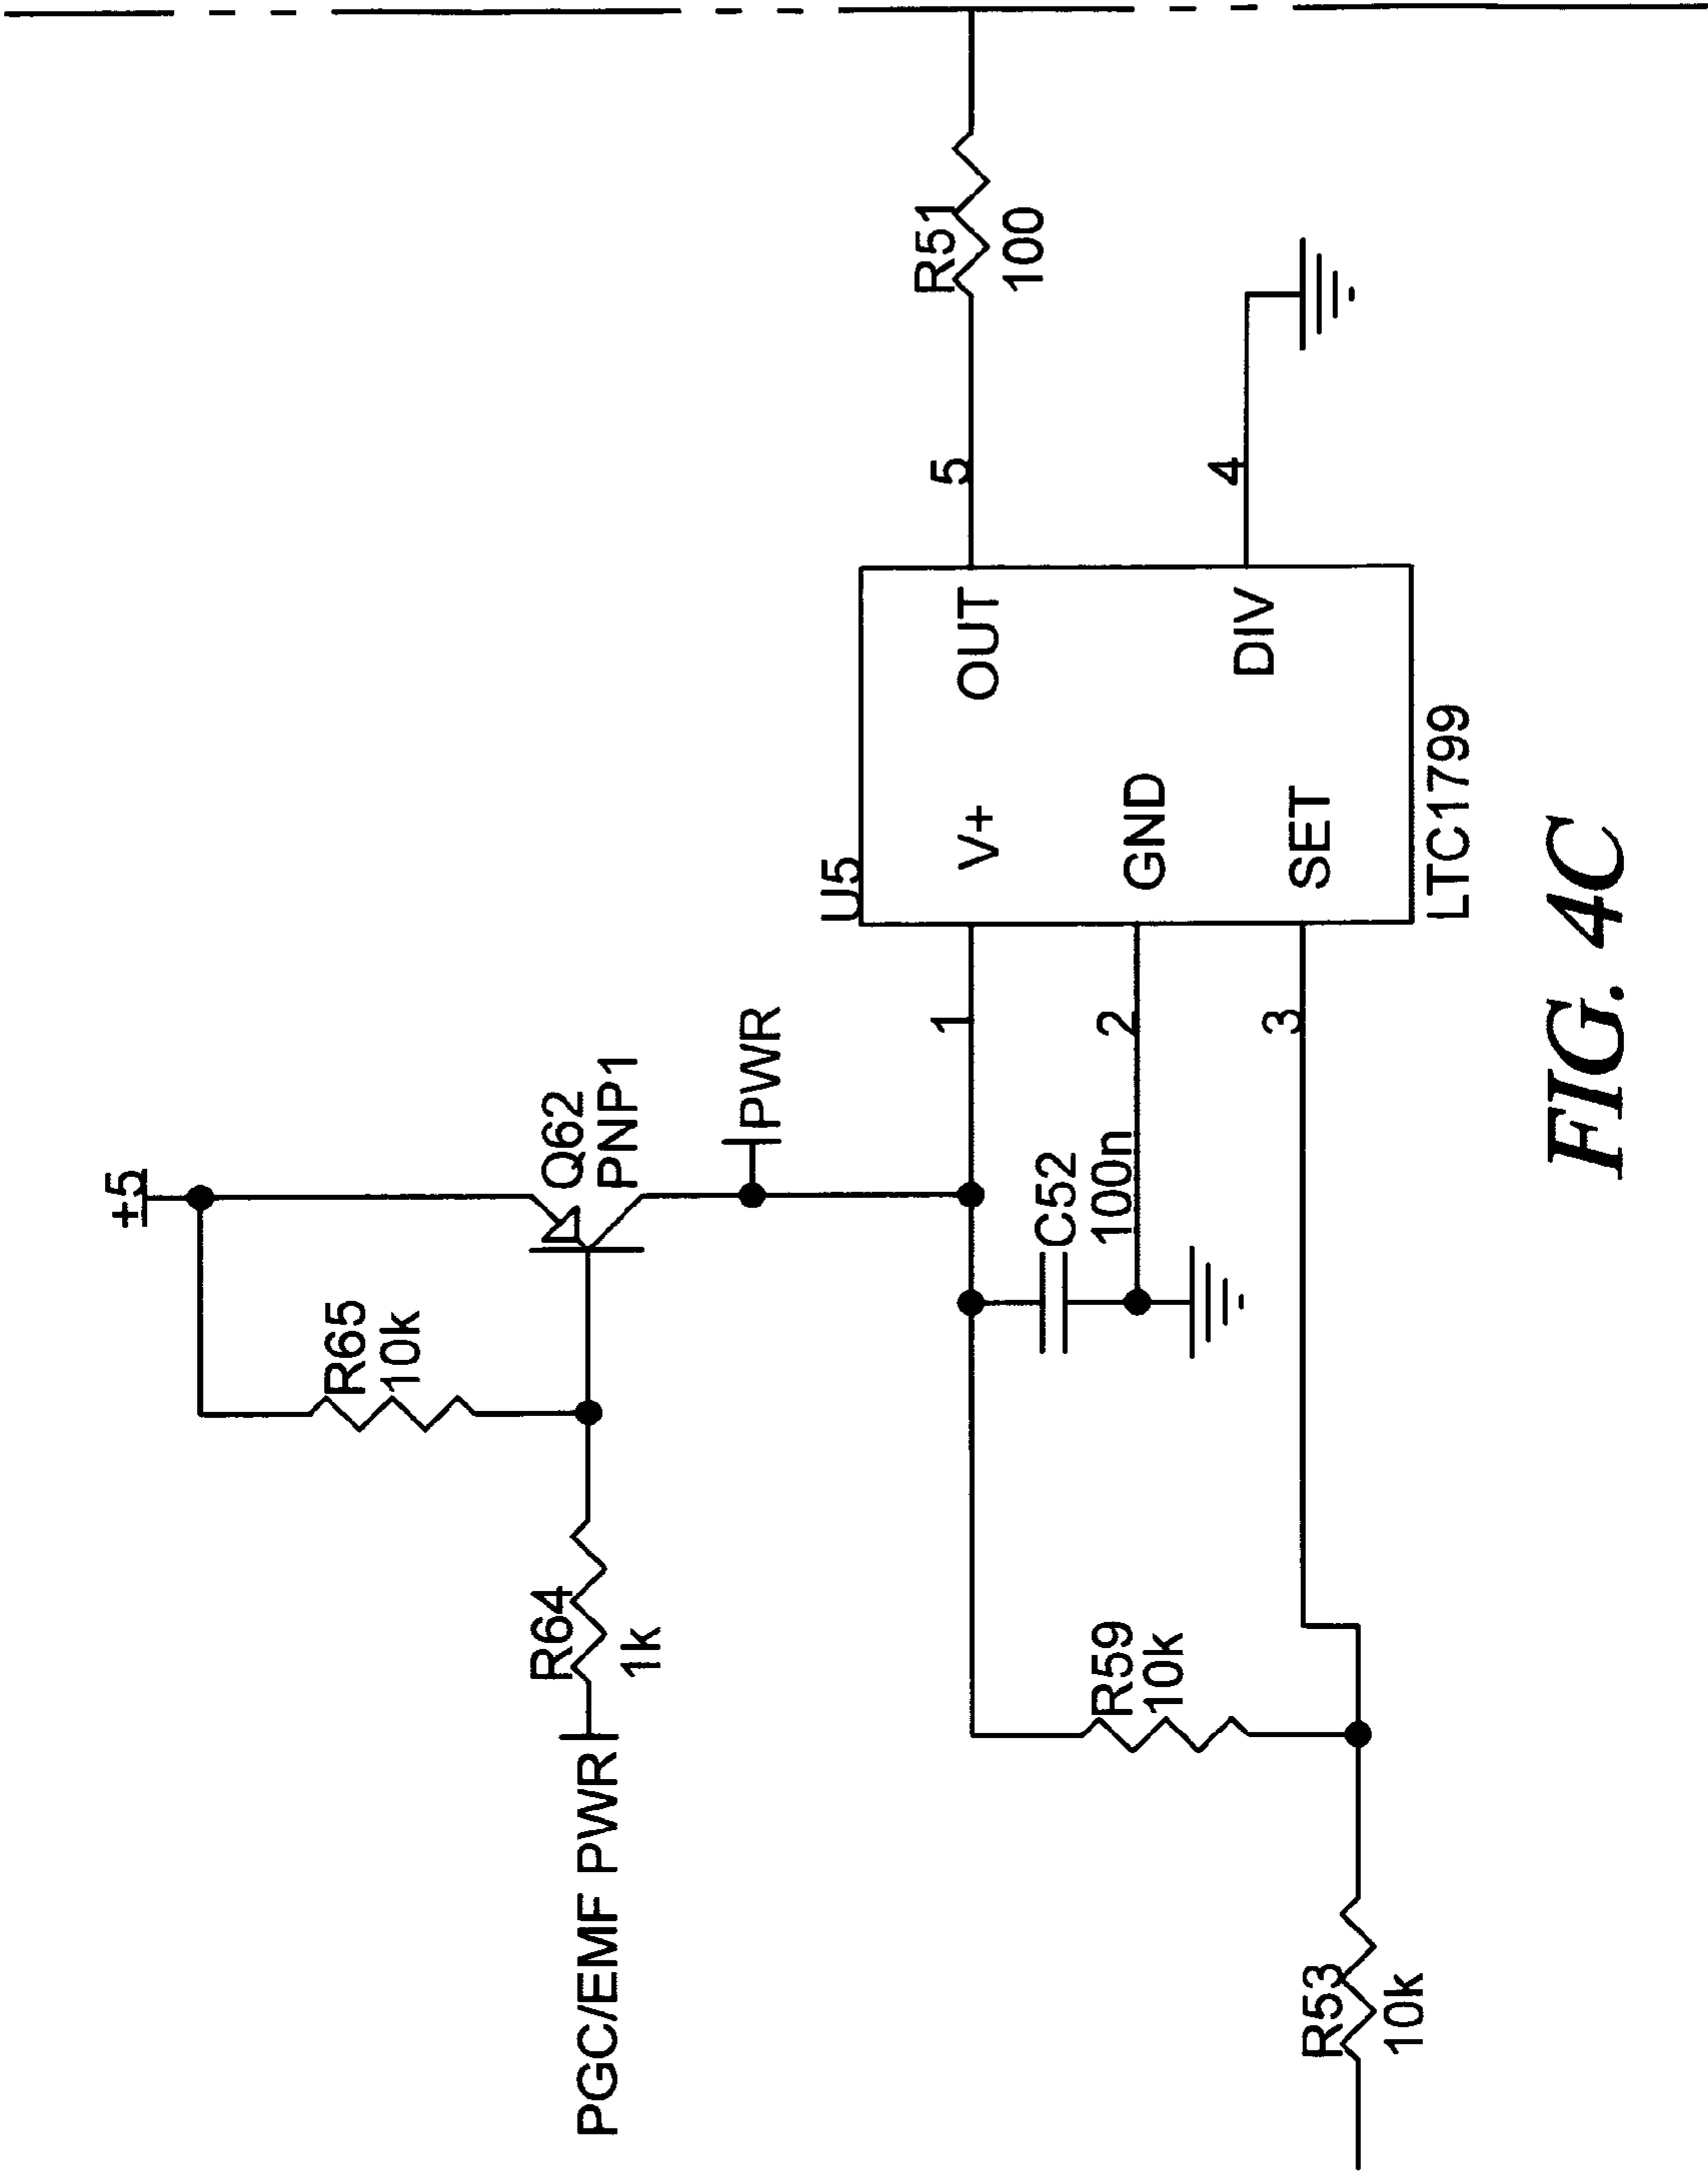 ±5
Q62
PNP1
R65
10k
R64
1k
PGC/EMF PWR
PWR
U5
V+
OUT
GND
DIV
SET
LTC1799
1
2
3
5
4
R51
100
C52
100n
R59
10k
R53
10k
FIG. 4C